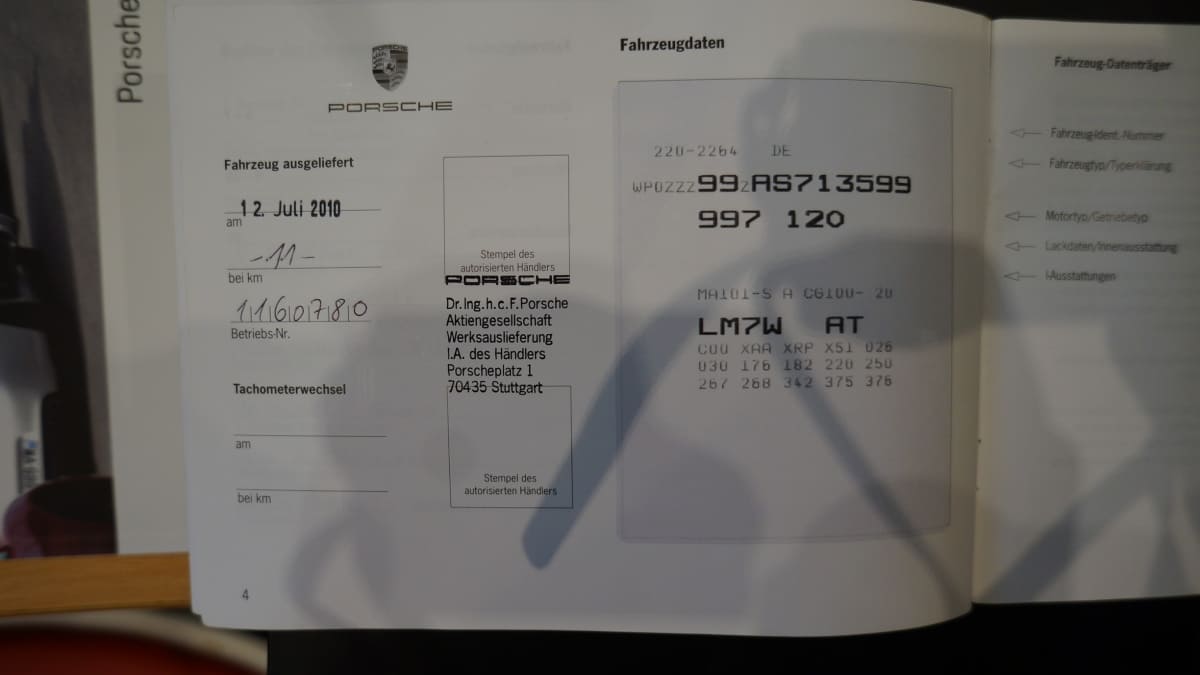 Porsche
PORSCHE
Fahrzeug ausgeliefert
12. Juli 2010
am
-11-
bei km
1160780
Betriebs-Nr.
Tachometerwechsel
am
bei km
4
Stempel des
autorisierten Händlers
PORSCHE
Dr.Ing.h.c.F.Porsche
Aktiengesellschaft
Werksauslieferung
I.A. des Händlers
Porscheplatz 1
70435 Stuttgart
Stempel des
autorisierten Händlers
Fahrzeugdaten
220-2264 DE
WP0ZZZ99ZAS713599
997 120
MA101-S A CG100- 20
LM7W AT
C00 XAA XRP X51 026
030 176 182 220 250
267 268 342 375 376
Fahrzeug-Datenträger
Fahrzeug-Ident.-Nummer
Fahrzeugtyp/Typerklärung
Motortyp/Getriebetyp
Lackdaten/Innenausstattung
I-Ausstattungen